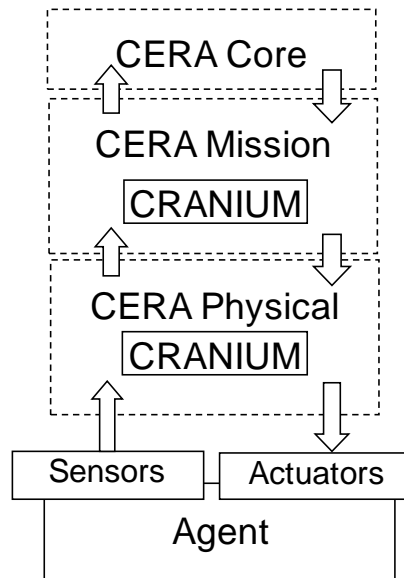 CERA Core
CERA Mission
CRANIUM
CERA Physical
CRANIUM
Sensors
Actuators
Agent